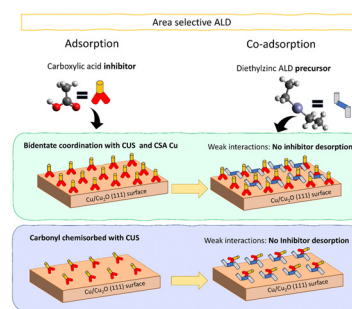 Area selective ALD
Adsorption
Co-adsorption
Carboxylic acid inhibitor
Diethylzinc ALD precursor
=
=
Bidentate coordination with CUS and CSA Cu
Weak interactions: No inhibitor desorption
Cu/Cu₂O (111) surface
Cu/Cu₂O (111) surface
Carbonyl chemisorbed with CUS
Weak interactions: No Inhibitor desorption
Cu/Cu₂O (111) surface
Cu/Cu₂O (111) surface